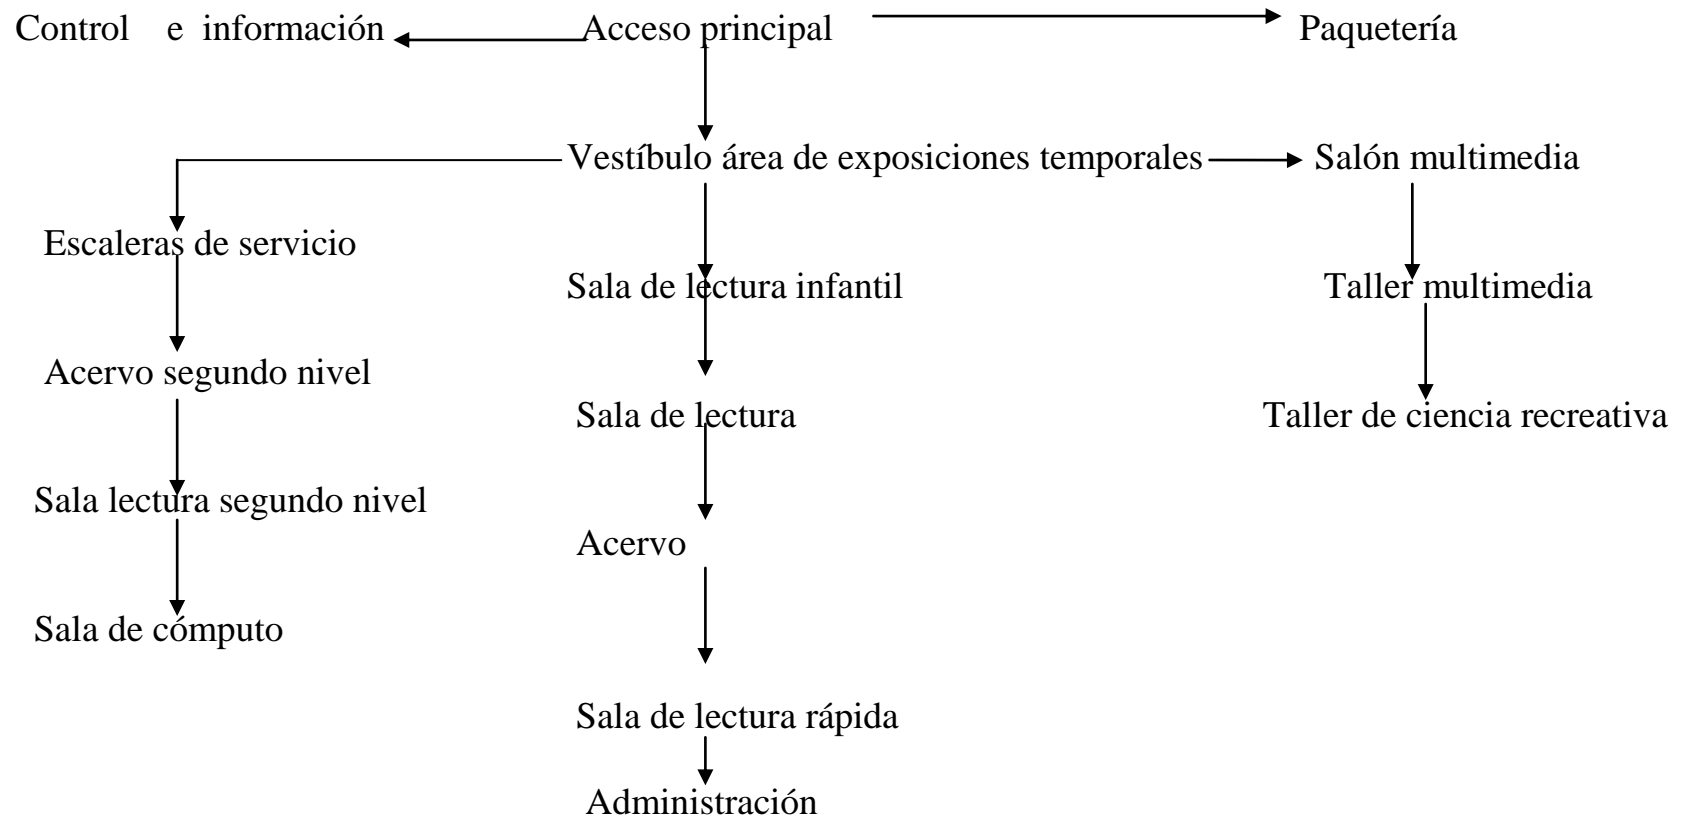 Control e información
Acceso principal
Paquetería
Vestíbulo área de exposiciones temporales
Salón multimedia
Escaleras de servicio
Sala de lectura infantil
Taller multimedia
Acervo segundo nivel
Sala de lectura
Taller de ciencia recreativa
Sala lectura segundo nivel
Acervo
Sala de cómputo
Sala de lectura rápida
Administración